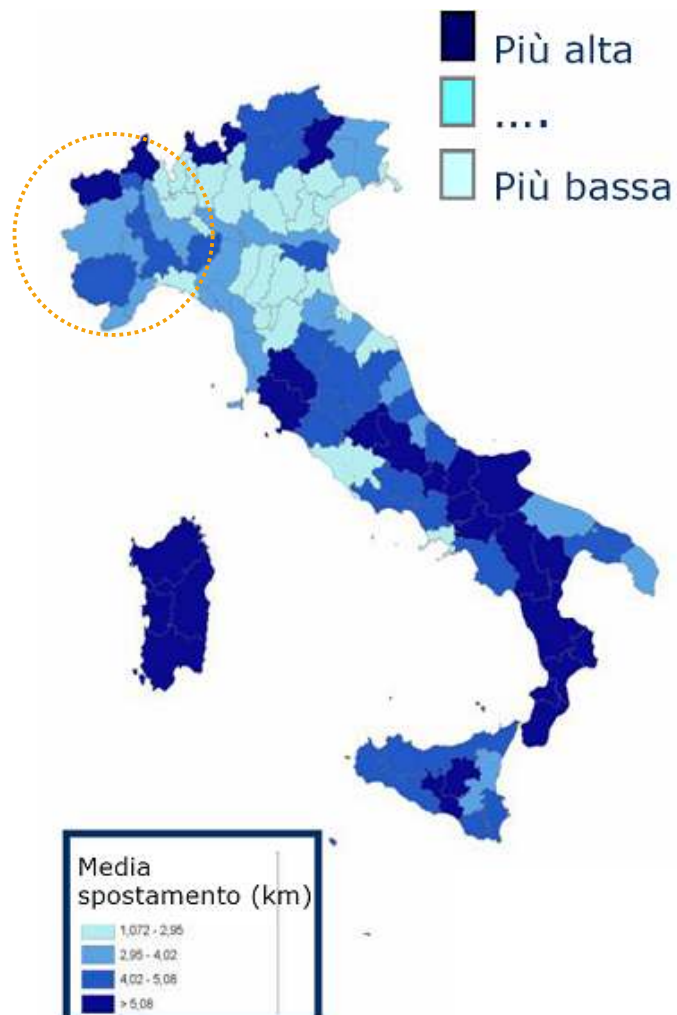 Più alta
....
Più bassa
Media
spostamento (km)
1,072 - 2,95
2,95 - 4,02
4,02 - 5,08
> 5,08